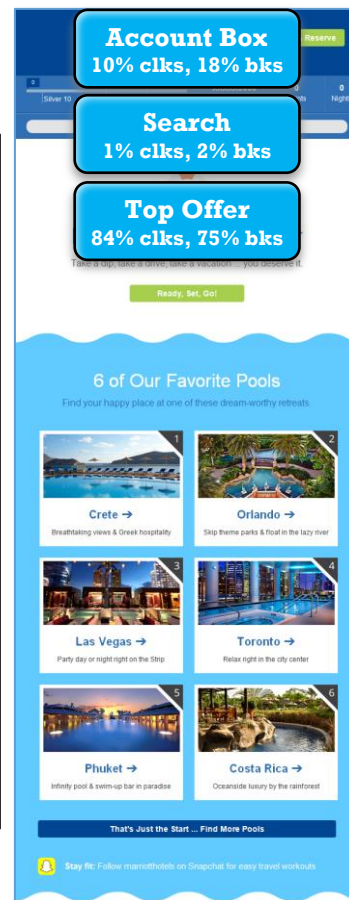 Account Box
10% clks, 18% bks
Reserve
0
0
Silver 10
Night
Search
1% clks, 2% bks
Top Offer
84% clks, 75% bks
Take a dip, take a drive, take a vacation ... you deserve it.
Ready, Set, Go!
6 of Our Favorite Pools
Find your happy place at one of these dream-worthy retreats.
1
2
Crete →
Orlando →
Breathtaking views & Greek hospitality
Skip theme parks & float in the lazy river
3
4
Las Vegas →
Toronto →
Party day or night right on the Strip
Relax right in the city center
5
6
Phuket →
Costa Rica →
Infinity pool & swim-up bar in paradise
Oceanside luxury by the rainforest
That's Just the Start ... Find More Pools
Stay fit: Follow marriotthotels on Snapchat for easy travel workouts